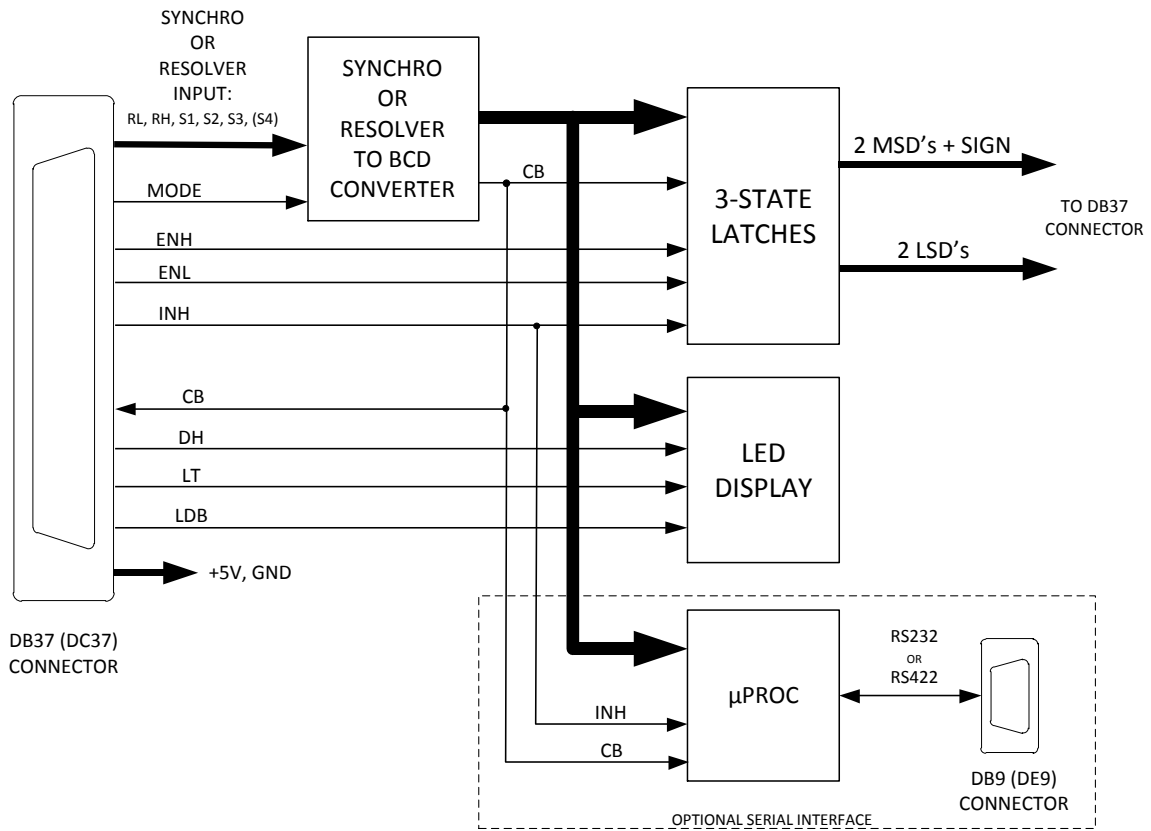 SYNCHRO
OR
RESOLVER
INPUT:
RL, RH, S1, S2, S3, (S4)
MODE
ENH
ENL
INH
CB
DH
LT
LDB
+5V, GND
DB37 (DC37)
CONNECTOR
SYNCHRO
OR
RESOLVER
TO BCD
CONVERTER
CB
3-STATE
LATCHES
2 MSD's + SIGN
2 LSD's
TO DB37
CONNECTOR
LED
DISPLAY
µPROC
INH
CB
RS232
OR
RS422
DB9 (DE9)
CONNECTOR
OPTIONAL SERIAL INTERFACE